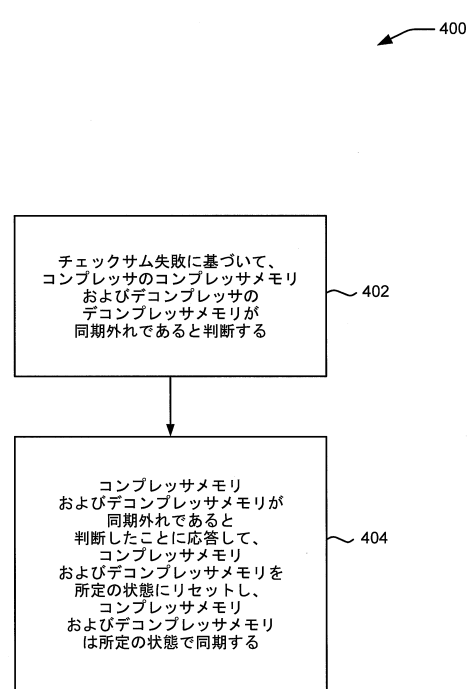 400
チェックサム失敗に基づいて、
コンプレッサのコンプレッサメモリ
およびデコンプレッサの
デコンプレッサメモリが
同期外れであると判断する
402
コンプレッサメモリ
およびデコンプレッサメモリが
同期外れであると
判断したことに応答して、
コンプレッサメモリ
およびデコンプレッサメモリを
所定の状態にリセットし、
コンプレッサメモリ
およびデコンプレッサメモリ
は所定の状態で同期する
404